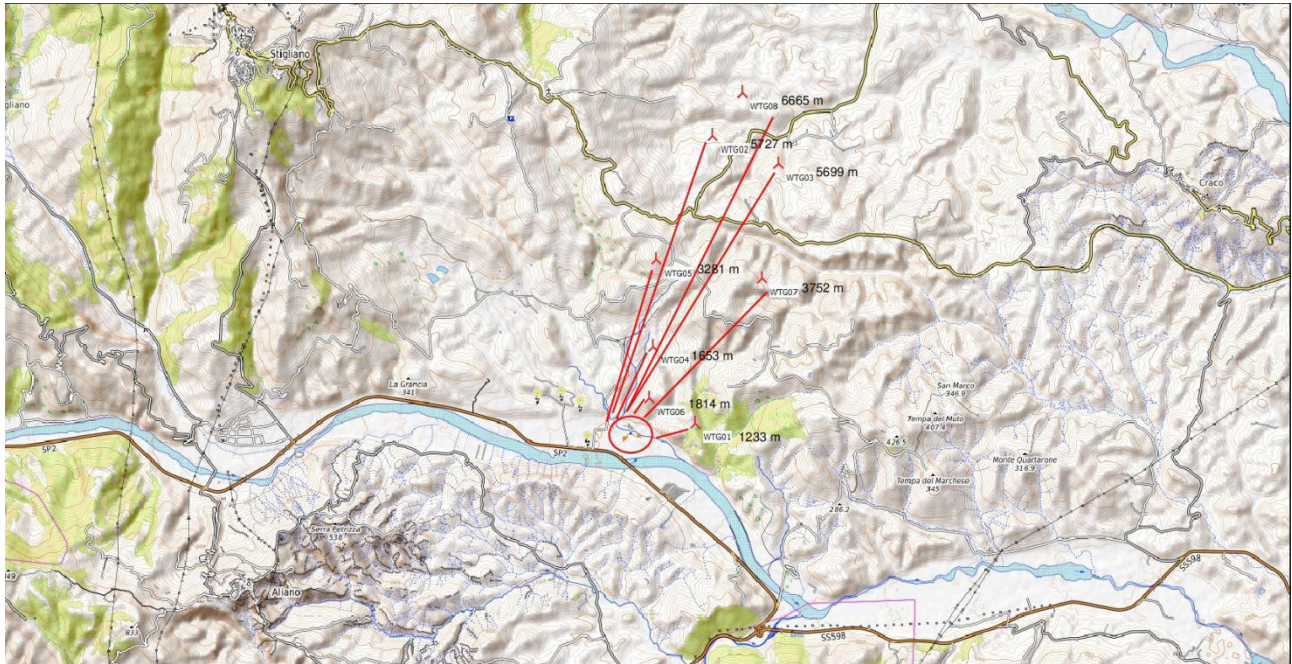 Stigliano
gliano
WTG08 6665 m
WTG02 5727 m
WTG03 5699 m
Craco
WTG05 3281 m
WTG07 3752 m
WTG04 1653 m
La Grancia
341
San Marco
346.9
1814 m
WTG06
Tempa del Muto
407.4
WTG01 1233 m
426.5
SP2
SP2
Monte Quartarone
316.9
Tempa del Marchese
345
286.2
Serra Petrizza
538
SS598
Aliano
849
833
SS598